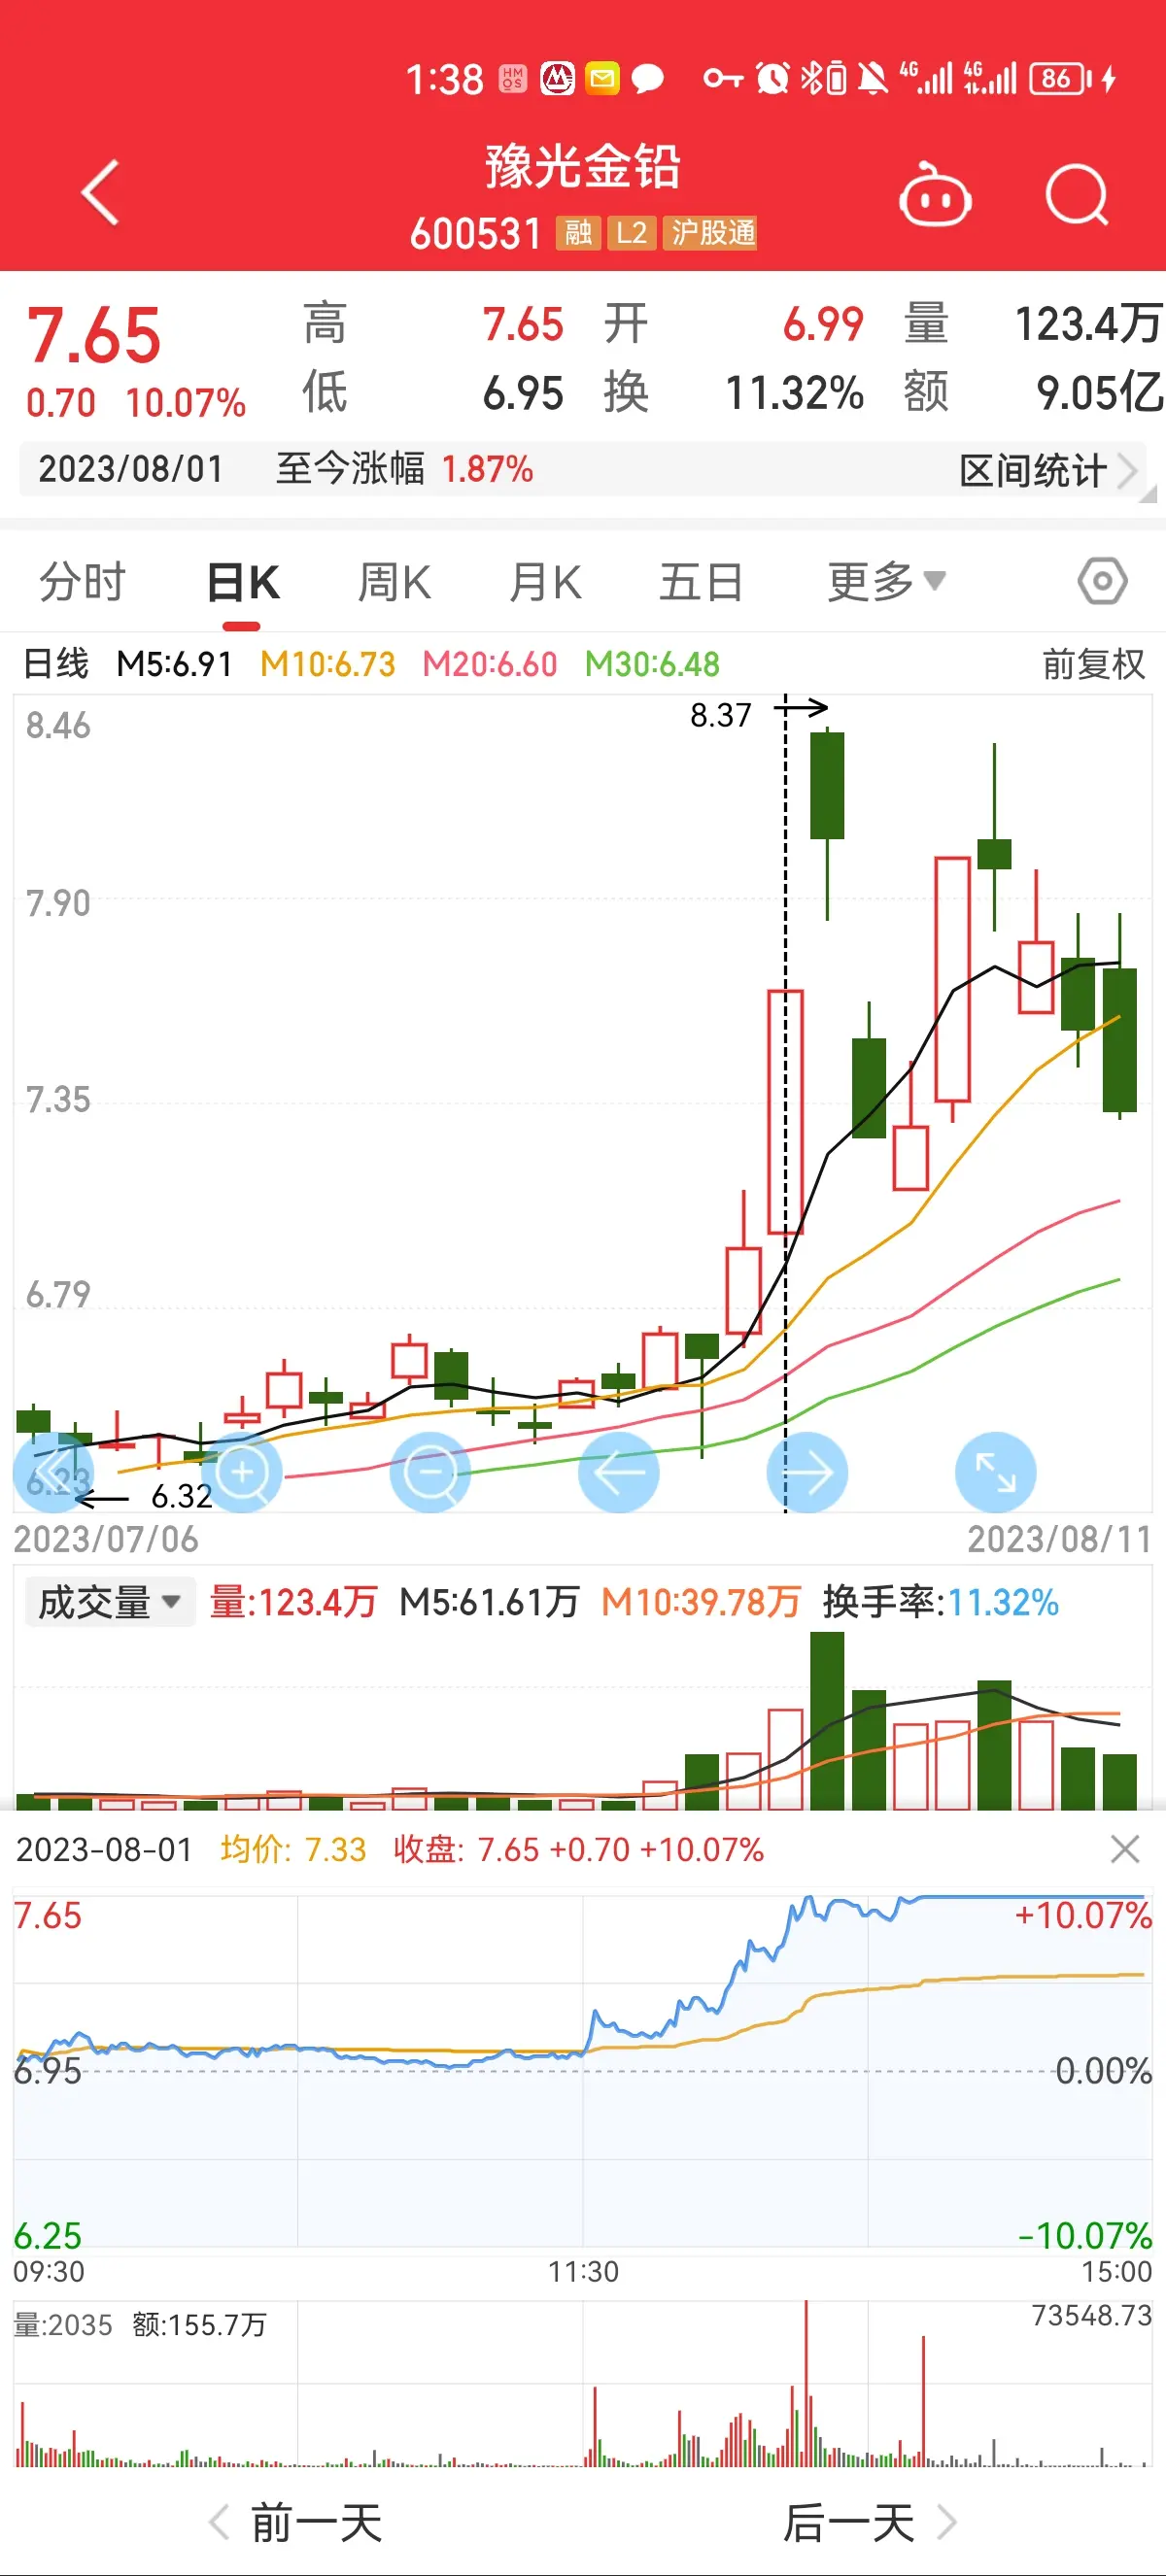 1:38 HM OS 4G 4G 86
豫光金铅
600531 融 L2 沪股通
7.65 高 7.65 开 6.99 量 123.4万
0.70 10.07% 低 6.95 换 11.32% 额 9.05亿
2023/08/01 至今涨幅 1.87% 区间统计
分时 日K 周K 月K 五日 更多
日线 M5:6.91 M10:6.73 M20:6.60 M30:6.48 前复权
8.46
8.37
7.90
7.35
6.79
6.23
6.32
2023/07/06 2023/08/11
成交量 量:123.4万 M5:61.61万 M10:39.78万 换手率:11.32%
2023-08-01 均价: 7.33 收盘: 7.65 +0.70 +10.07%
7.65 +10.07%
6.95 0.00%
6.25 -10.07%
09:30 11:30 15:00
量:2035 额:155.7万 73548.73
前一天 后一天